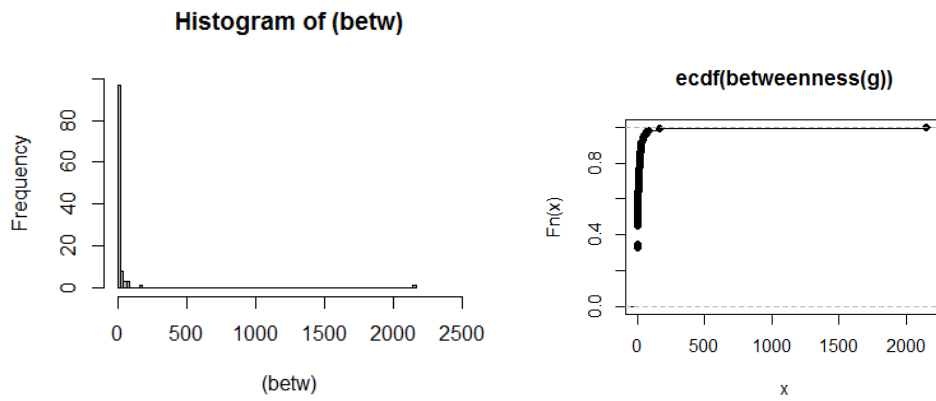 Histogram of (betw)
Frequency
80
60
40
20
0
0 500 1000 1500 2000 2500
(betw)
ecdf(betweenness(g))
Fn(x)
0.8
0.4
0.0
0 500 1000 1500 2000
x